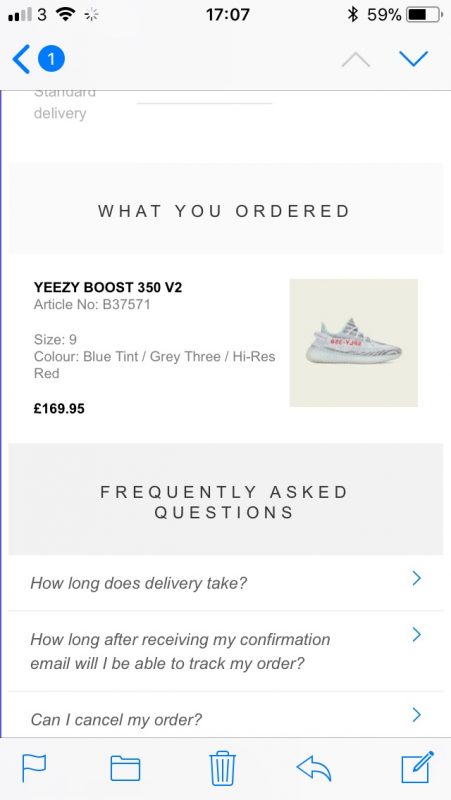 3 17:07 59%
1
Standard
delivery
WHAT YOU ORDERED
YEEZY BOOST 350 V2
Article No: B37571
Size: 9
Colour: Blue Tint / Grey Three / Hi-Res
Red
£169.95
FREQUENTLY ASKED
QUESTIONS
How long does delivery take?
How long after receiving my confirmation
email will I be able to track my order?
Can I cancel my order?